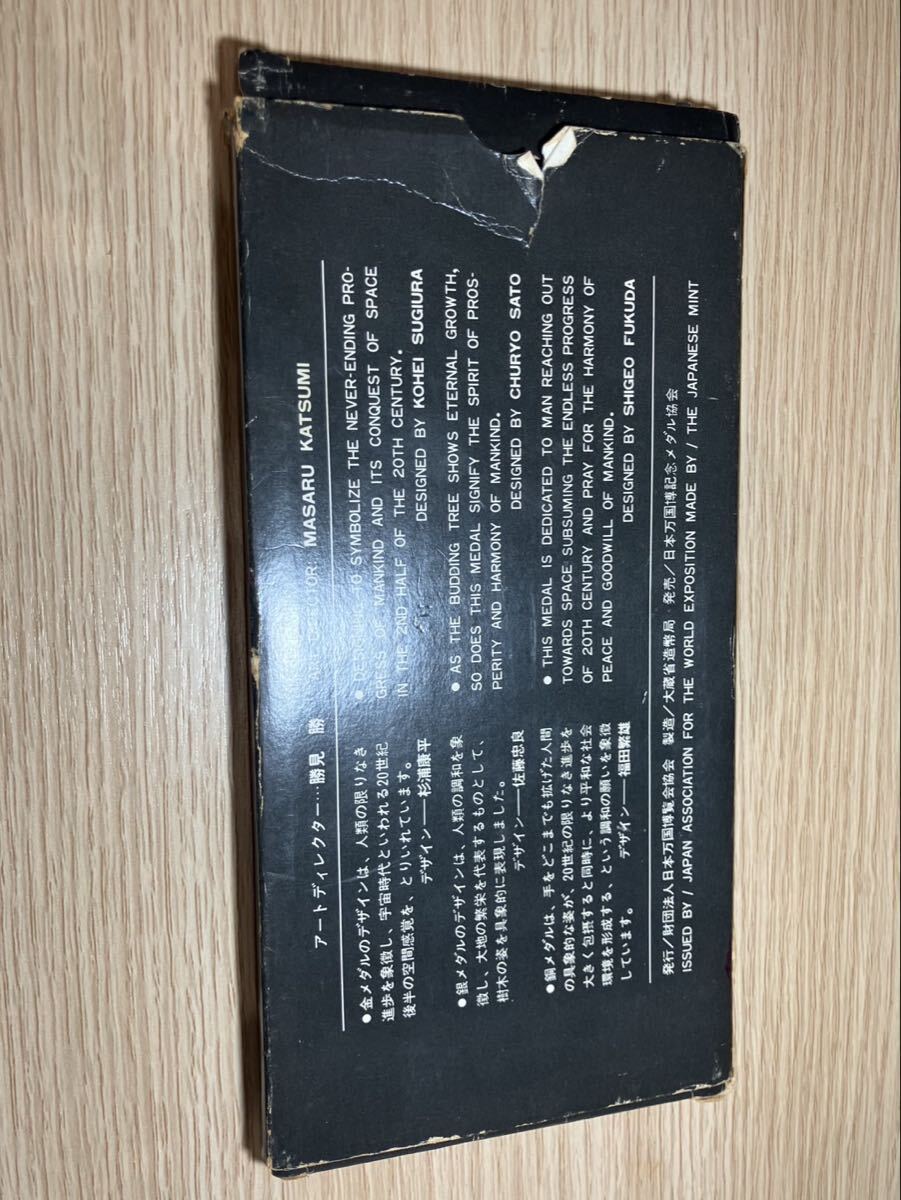 アートディレクター…勝見 勝
MASARU KATSUMI
●金メダルのデザインは、人類の限りなき
進歩を象徴し、宇宙時代といわれる20世紀
後半の空間感覚を、とりいれています。
デザイン——杉浦康平
● TO SYMBOLIZE THE NEVER-ENDING PRO-
GRESS OF MANKIND AND ITS CONQUEST OF SPACE
IN THE 2ND HALF OF THE 20TH CENTURY.
DESIGNED BY KOHEI SUGIURA
●銀メダルのデザインは、人類の調和を象
徴し、大地の繁栄を代表するものとして、
樹木の姿を具象的に表現しました。
デザイン——佐藤忠良
● AS THE BUDDING TREE SHOWS ETERNAL GROWTH,
SO DOES THIS MEDAL SIGNIFY THE SPIRIT OF PROS-
PERITY AND HARMONY OF MANKIND.
DESIGNED BY CHURYO SATO
●銅メダルは、手をどこまでも拡げた人間
の具象的な姿が、20世紀の限りなき進歩を
大きく包摂すると同時に、より平和な社会
環境を形成する、という調和の願いを象徴
しています。 デザイン——福田繁雄
● THIS MEDAL IS DEDICATED TO MAN REACHING OUT
TOWARDS SPACE SUBSUMING THE ENDLESS PROGRESS
OF 20TH CENTURY AND PRAY FOR THE HARMONY OF
PEACE AND GOODWILL OF MANKIND.
DESIGNED BY SHIGEO FUKUDA
発行／財団法人日本万国博覧会協会 製造／大蔵省造幣局 発売／日本万国博記念メダル協会
ISSUED BY / JAPAN ASSOCIATION FOR THE WORLD EXPOSITION MADE BY / THE JAPANESE MINT